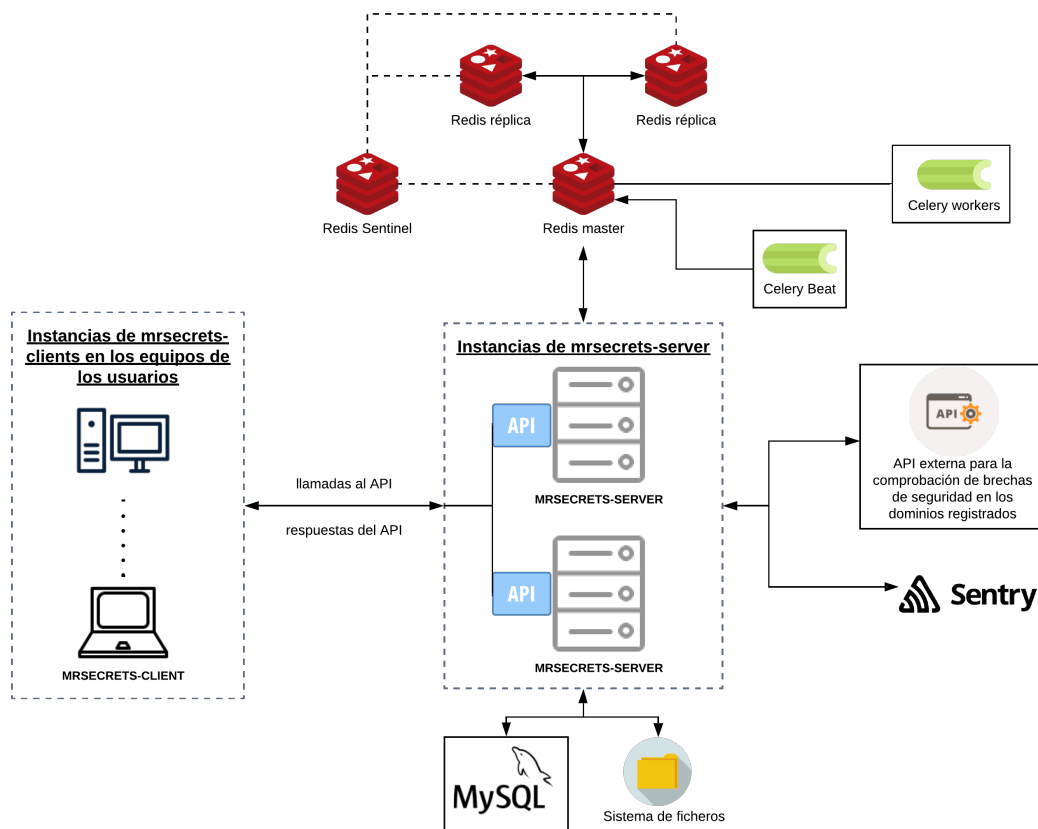 Redis réplica
Redis réplica
Redis Sentinel
Redis master
Celery workers
Celery Beat
Instancias de mrsecrets-
clients en los equipos de
los usuarios
MRSECRETS-CLIENT
llamadas al API
respuestas del API
Instancias de mrsecrets-server
API
MRSECRETS-SERVER
API
MRSECRETS-SERVER
API
API externa para la
comprobación de brechas
de seguridad en los
dominios registrados
Sentry
MySQL
Sistema de ficheros